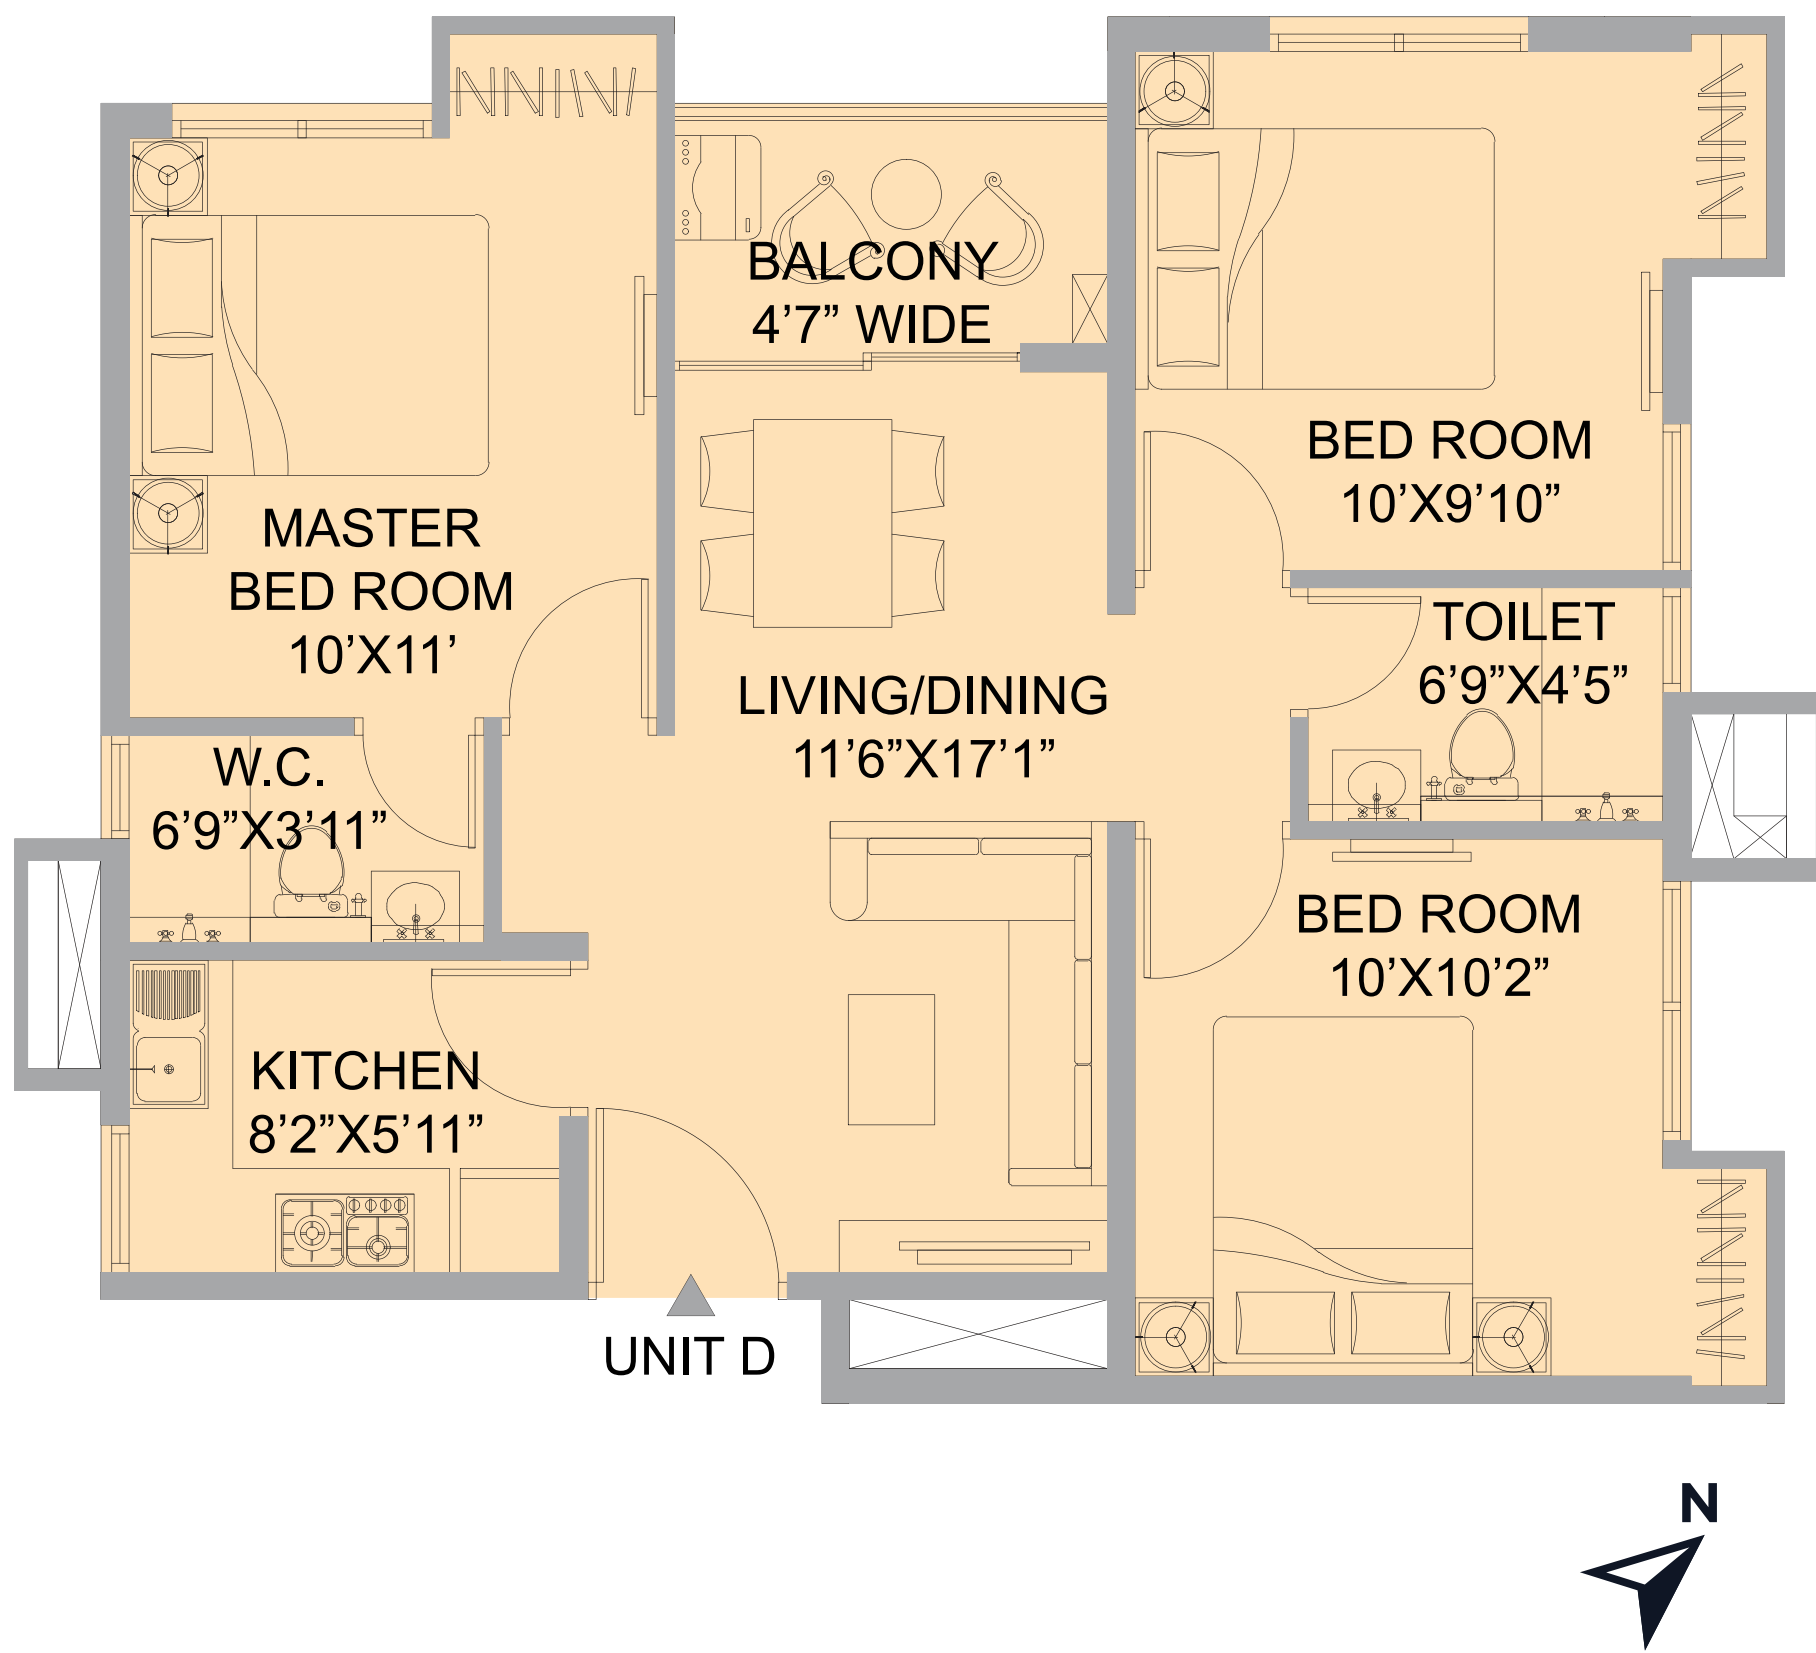 BALCONY
4’7” WIDE
BED ROOM
10’X9’10”
MASTER
BED ROOM
10’X11’
TOILET
6’9”X4’5”
LIVING/DINING
11’6”X17’1”
W.C.
6’9”X3’11”
BED ROOM
10’X10’2”
KITCHEN
8’2”X5’11”
UNIT D
N